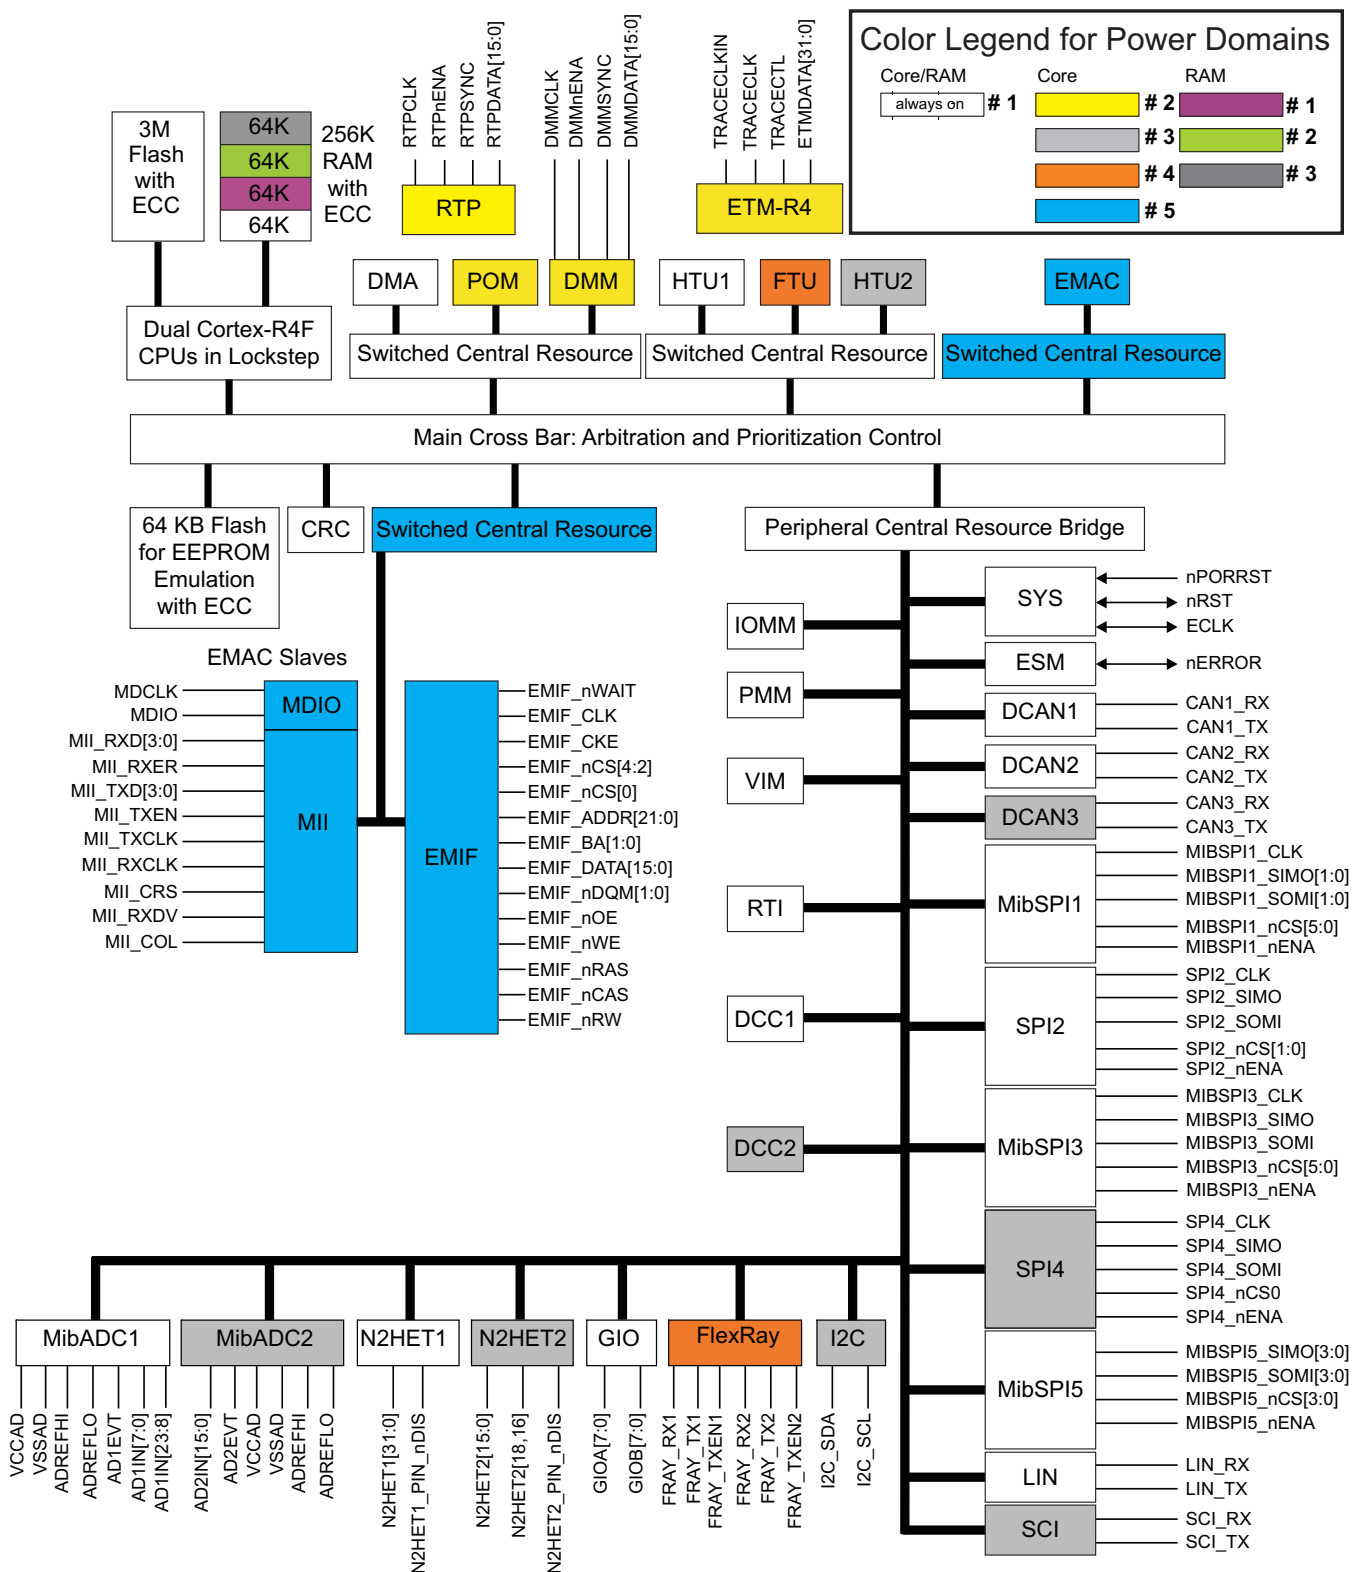 Color Legend for Power Domains
Core/RAM
Core
RAM
always on
# 1
# 2
# 1
# 3
# 2
# 4
# 3
# 5
RTPCLK
RTPnENA
RTPSYNC
RTPDATA[15:0]
DMMCLK
DMMnENA
DMMSYNC
DMMDATA[15:0]
TRACECLKIN
TRACECLK
TRACECTL
ETMDATA[31:0]
3M
Flash
with
ECC
64K
64K
64K
64K
256K
RAM
with
ECC
RTP
ETM-R4
DMA
POM
DMM
HTU1
FTU
HTU2
EMAC
Dual Cortex-R4F
CPUs in Lockstep
Switched Central Resource
Switched Central Resource
Switched Central Resource
Main Cross Bar: Arbitration and Prioritization Control
64 KB Flash
for EEPROM
Emulation
with ECC
CRC
Switched Central Resource
Peripheral Central Resource Bridge
EMAC Slaves
MDCLK
MDIO
MII_RXD[3:0]
MII_RXER
MII_TXD[3:0]
MII_TXEN
MII_TXCLK
MII_RXCLK
MII_CRS
MII_RXDV
MII_COL
MDIO
MII
EMIF
EMIF_nWAIT
EMIF_CLK
EMIF_CKE
EMIF_nCS[4:2]
EMIF_nCS[0]
EMIF_ADDR[21:0]
EMIF_BA[1:0]
EMIF_DATA[15:0]
EMIF_nDQM[1:0]
EMIF_nOE
EMIF_nWE
EMIF_nRAS
EMIF_nCAS
EMIF_nRW
IOMM
PMM
VIM
RTI
DCC1
DCC2
SYS
nPORRST
nRST
ECLK
ESM
nERROR
DCAN1
CAN1_RX
CAN1_TX
DCAN2
CAN2_RX
CAN2_TX
DCAN3
CAN3_RX
CAN3_TX
MibSPI1
MIBSPI1_CLK
MIBSPI1_SIMO[1:0]
MIBSPI1_SOMI[1:0]
MIBSPI1_nCS[5:0]
MIBSPI1_nENA
SPI2
SPI2_CLK
SPI2_SIMO
SPI2_SOMI
SPI2_nCS[1:0]
SPI2_nENA
MibSPI3
MIBSPI3_CLK
MIBSPI3_SIMO
MIBSPI3_SOMI
MIBSPI3_nCS[5:0]
MIBSPI3_nENA
SPI4
SPI4_CLK
SPI4_SIMO
SPI4_SOMI
SPI4_nCS0
SPI4_nENA
MibSPI5
MIBSPI5_SIMO[3:0]
MIBSPI5_SOMI[3:0]
MIBSPI5_nCS[3:0]
MIBSPI5_nENA
LIN
LIN_RX
LIN_TX
SCI
SCI_RX
SCI_TX
MibADC1
MibADC2
N2HET1
N2HET2
GIO
FlexRay
I2C
VCCAD
VSSAD
ADREFHI
ADREFLO
AD1EVT
AD1IN[7:0]
AD1IN[23:8]
AD2IN[15:0]
AD2EVT
VCCAD
VSSAD
ADREFHI
ADREFLO
N2HET1[31:0]
N2HET1_PIN_nDIS
N2HET2[15:0]
N2HET2[18,16]
N2HET2_PIN_nDIS
GIOA[7:0]
GIOB[7:0]
FRAY_RX1
FRAY_TX1
FRAY_TXEN1
FRAY_RX2
FRAY_TX2
FRAY_TXEN2
I2C_SDA
I2C_SCL